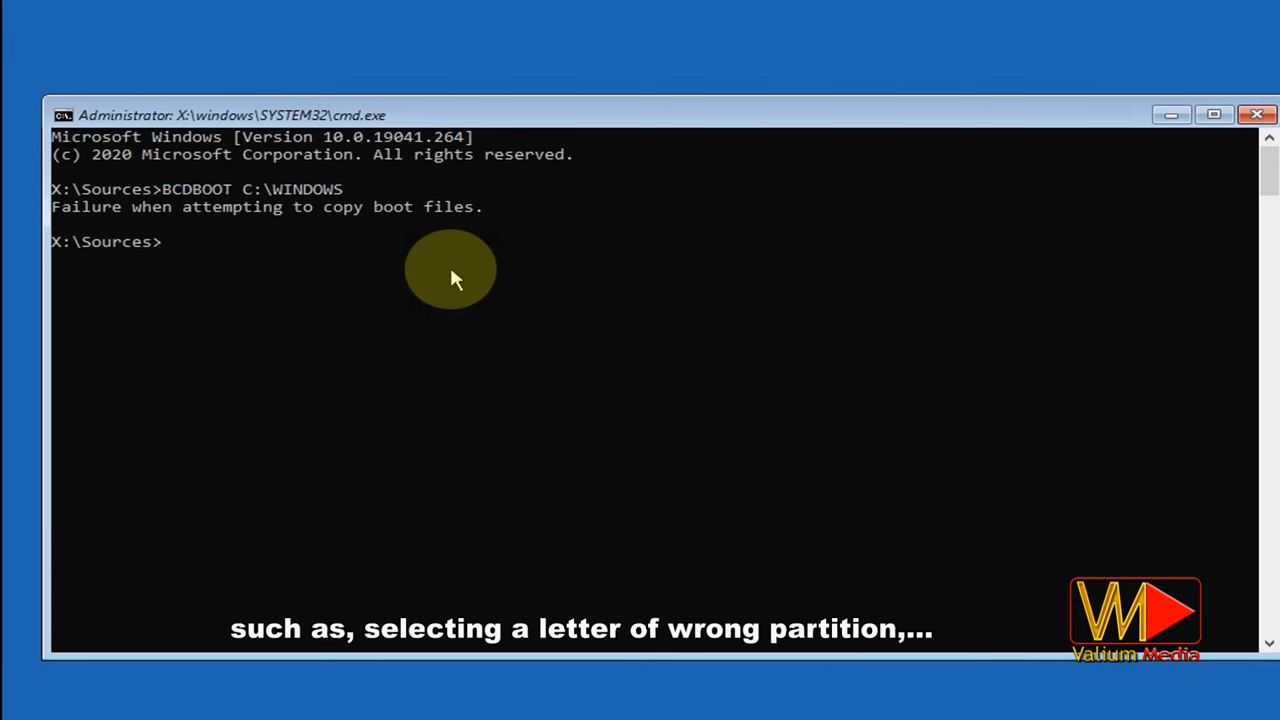 Administrator: X:\windows\SYSTEM32\cmd.exe
Microsoft Windows [Version 10.0.19041.264]
(c) 2020 Microsoft Corporation. All rights reserved.
X:\Sources>BCDBOOT C:\WINDOWS
Failure when attempting to copy boot files.
X:\Sources>
such as, selecting a letter of wrong partition,...
VM
Valium Media